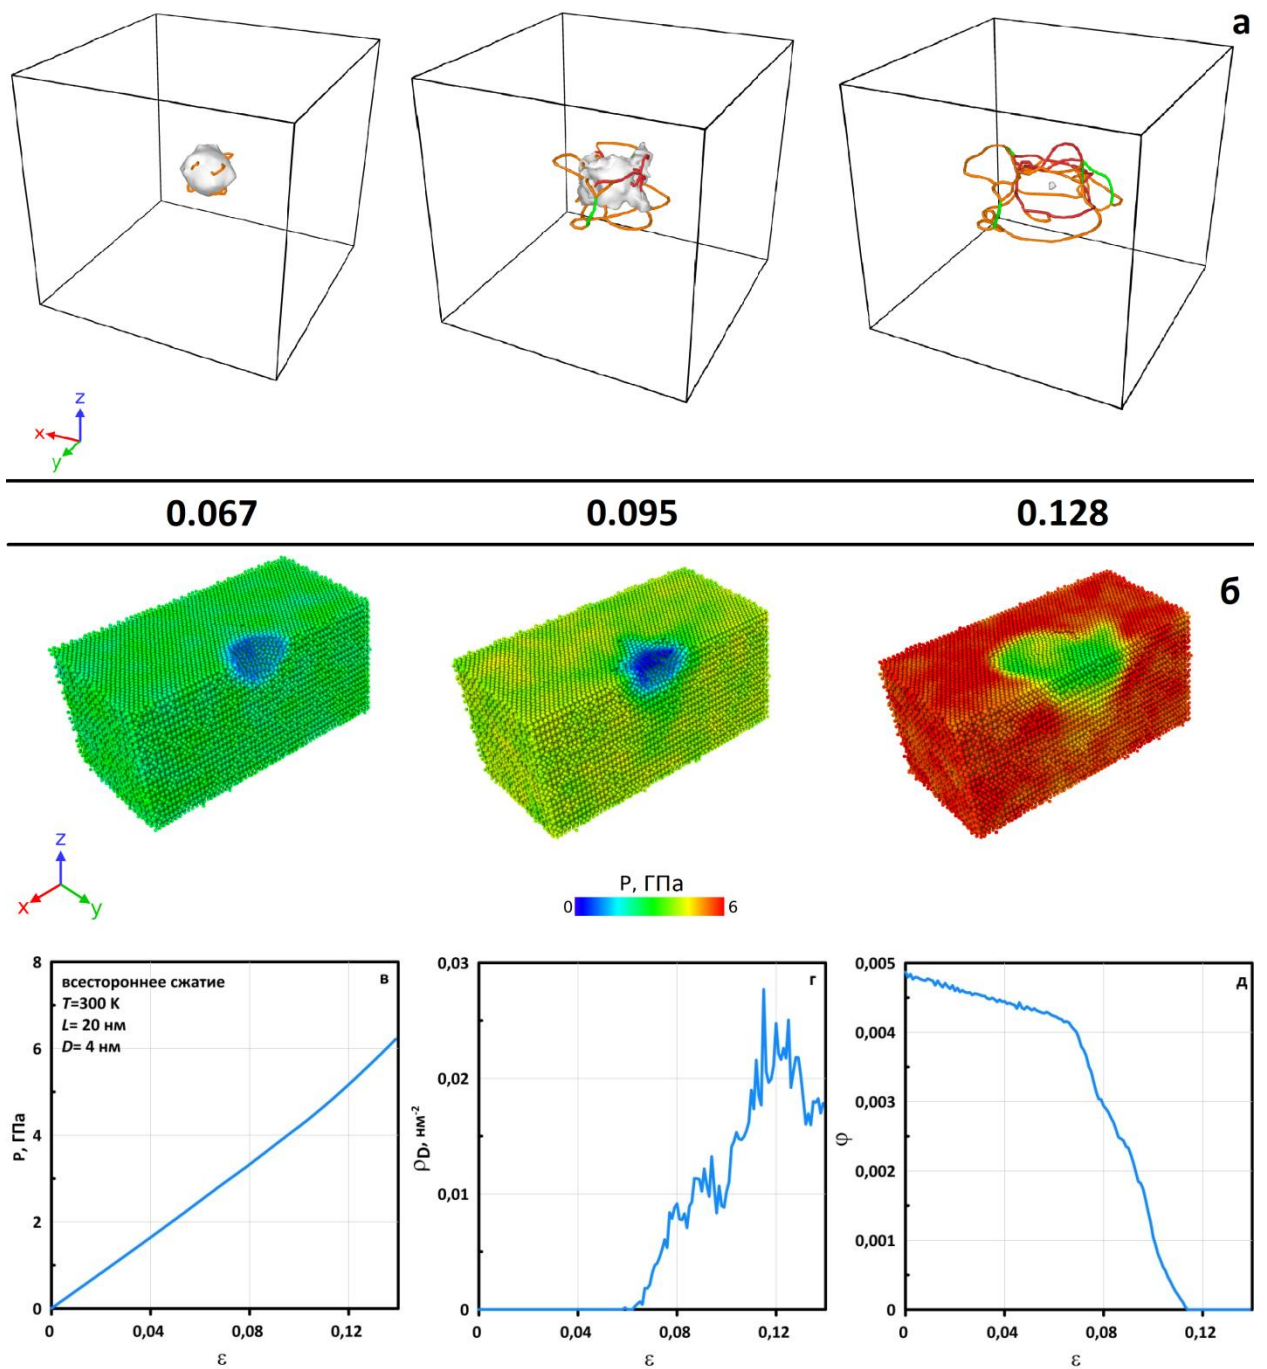 а
z
x
y
0.067 0.095 0.128
б
z
x
y
P, ГПа
0 6
в
всестороннее сжатие
T=300 K
L= 20 нм
D= 4 нм
P, ГПа
8
6
4
2
0
0 0,04 0,08 0,12
ε
г
ρD, нм-2
0,03
0,02
0,01
0
0 0,04 0,08 0,12
ε
д
φ
0,005
0,004
0,003
0,002
0,001
0
0 0,04 0,08 0,12
ε